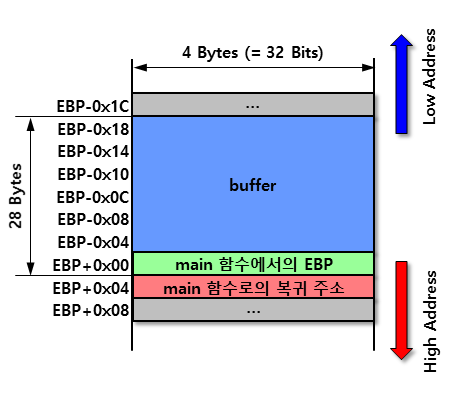 4 Bytes (= 32 Bits)
Low Address
EBP-0x1C
...
EBP-0x18
EBP-0x14
EBP-0x10
EBP-0x0C
EBP-0x08
EBP-0x04
buffer
28 Bytes
EBP+0x00
main 함수에서의 EBP
EBP+0x04
main 함수로의 복귀 주소
EBP+0x08
...
High Address